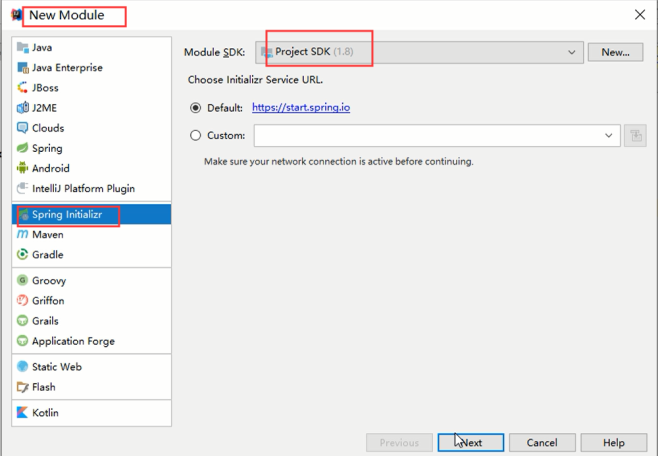 New Module
Java
Java Enterprise
JBoss
J2ME
Clouds
Spring
Android
IntelliJ Platform Plugin
Spring Initializr
Maven
Gradle
Groovy
Griffon
Grails
Application Forge
Static Web
Flash
Kotlin
Module SDK: Project SDK (1.8) New...
Choose Initializr Service URL.
Default: https://start.spring.io
Custom:
Make sure your network connection is active before continuing.
Previous Next Cancel Help